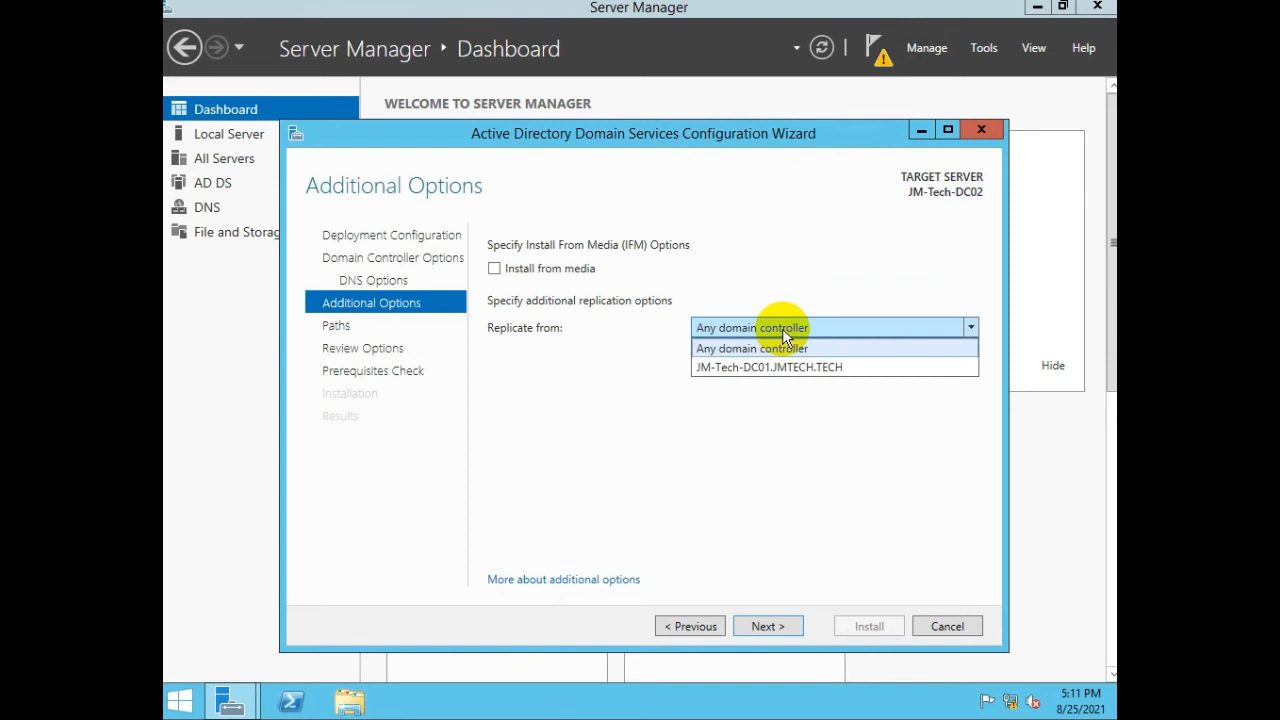 Server Manager
Server Manager • Dashboard
Manage
Tools
View
Help
Dashboard
Local Server
All Servers
AD DS
DNS
File and Storag
WELCOME TO SERVER MANAGER
Active Directory Domain Services Configuration Wizard
Additional Options
TARGET SERVER
JM-Tech-DC02
Deployment Configuration
Domain Controller Options
DNS Options
Additional Options
Paths
Review Options
Prerequisites Check
Installation
Results
Specify Install From Media (IFM) Options
Install from media
Specify additional replication options
Replicate from:
Any domain controller
Any domain controller
JM-Tech-DC01.JMTECH.TECH
Hide
More about additional options
< Previous
Next >
Install
Cancel
5:11 PM
8/25/2021